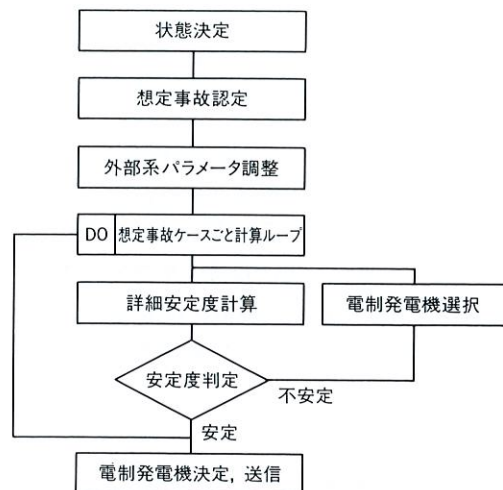 状態決定
想定事故認定
外部系パラメータ調整
DO 想定事故ケースごと計算ループ
詳細安定度計算
電制発電機選択
安定度判定
不安定
安定
電制発電機決定, 送信